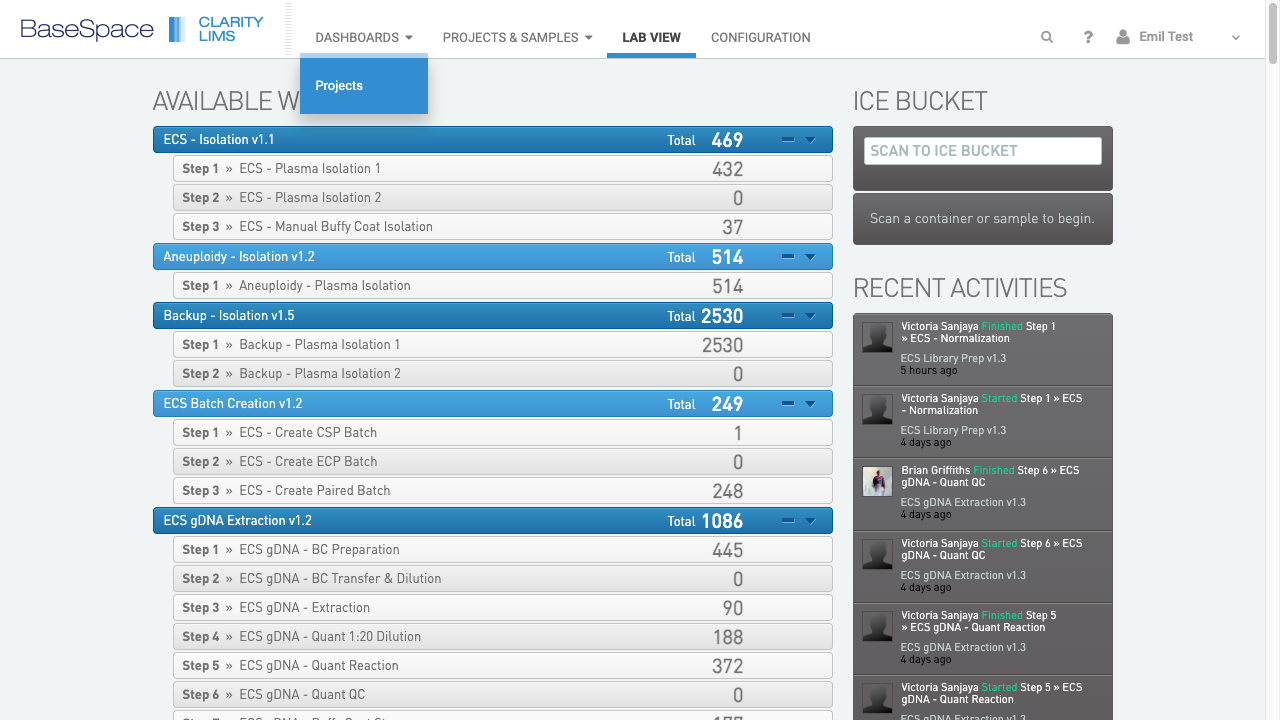 BaseSpace
CLARITY
LIMS
DASHBOARDS
PROJECTS & SAMPLES
LAB VIEW
CONFIGURATION
?
Emil Test
Projects
AVAILABLE W
ECS - Isolation v1.1 Total 469
Step 1 » ECS - Plasma Isolation 1 432
Step 2 » ECS - Plasma Isolation 2 0
Step 3 » ECS - Manual Buffy Coat Isolation 37
Aneuploidy - Isolation v1.2 Total 514
Step 1 » Aneuploidy - Plasma Isolation 514
Backup - Isolation v1.5 Total 2530
Step 1 » Backup - Plasma Isolation 1 2530
Step 2 » Backup - Plasma Isolation 2 0
ECS Batch Creation v1.2 Total 249
Step 1 » ECS - Create CSP Batch 1
Step 2 » ECS - Create ECP Batch 0
Step 3 » ECS - Create Paired Batch 248
ECS gDNA Extraction v1.2 Total 1086
Step 1 » ECS gDNA - BC Preparation 445
Step 2 » ECS gDNA - BC Transfer & Dilution 0
Step 3 » ECS gDNA - Extraction 90
Step 4 » ECS gDNA - Quant 1:20 Dilution 188
Step 5 » ECS gDNA - Quant Reaction 372
Step 6 » ECS gDNA - Quant QC 0
ICE BUCKET
SCAN TO ICE BUCKET
Scan a container or sample to begin.
RECENT ACTIVITIES
Victoria Sanjaya Finished Step 1
» ECS - Normalization
ECS Library Prep v1.3
5 hours ago
Victoria Sanjaya Started Step 1 » ECS
- Normalization
ECS Library Prep v1.3
4 days ago
Brian Griffiths Finished Step 6 » ECS
gDNA - Quant QC
ECS gDNA Extraction v1.3
4 days ago
Victoria Sanjaya Started Step 6 » ECS
gDNA - Quant QC
ECS gDNA Extraction v1.3
4 days ago
Victoria Sanjaya Finished Step 5
» ECS gDNA - Quant Reaction
ECS gDNA Extraction v1.3
4 days ago
Victoria Sanjaya Started Step 5 » ECS
gDNA - Quant Reaction
ECS gDNA Extraction v1.3